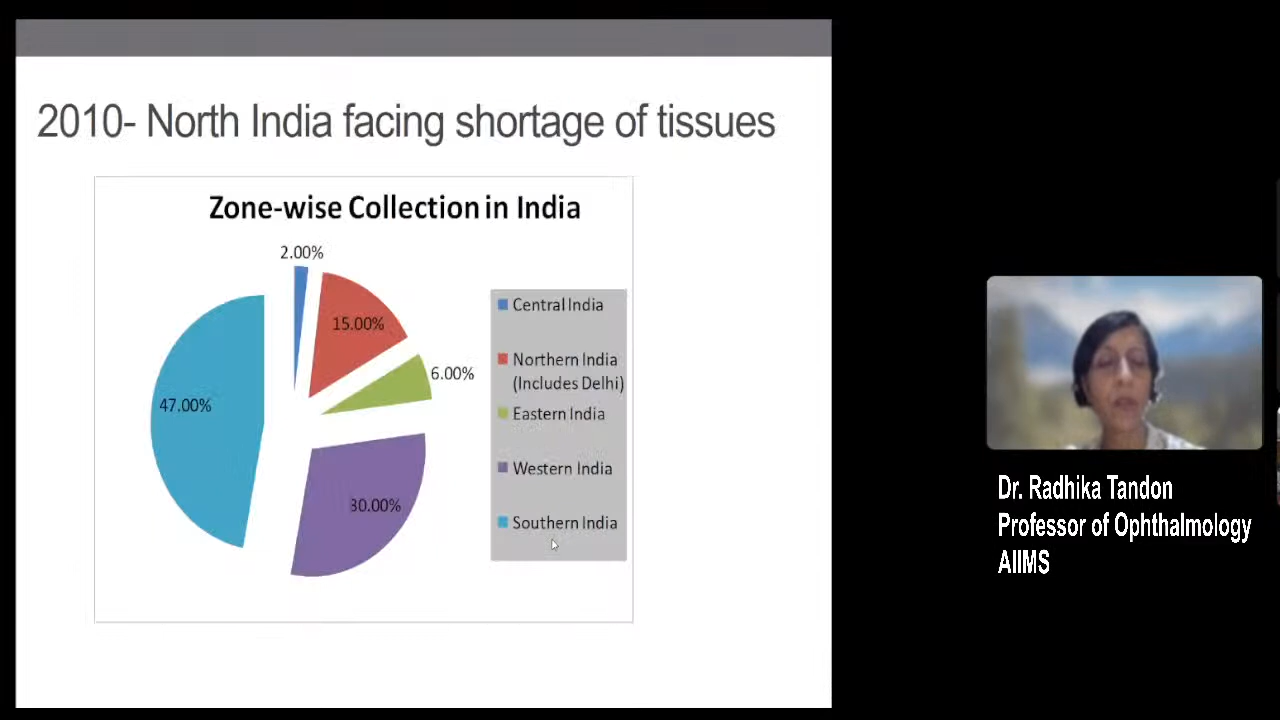 2010- North India facing shortage of tissues
Zone-wise Collection in India
2.00%
15.00%
6.00%
47.00%
30.00%
Central India
Northern India
(Includes Delhi)
Eastern India
Western India
Southern India
Dr. Radhika Tandon
Professor of Ophthalmology
AIIMS